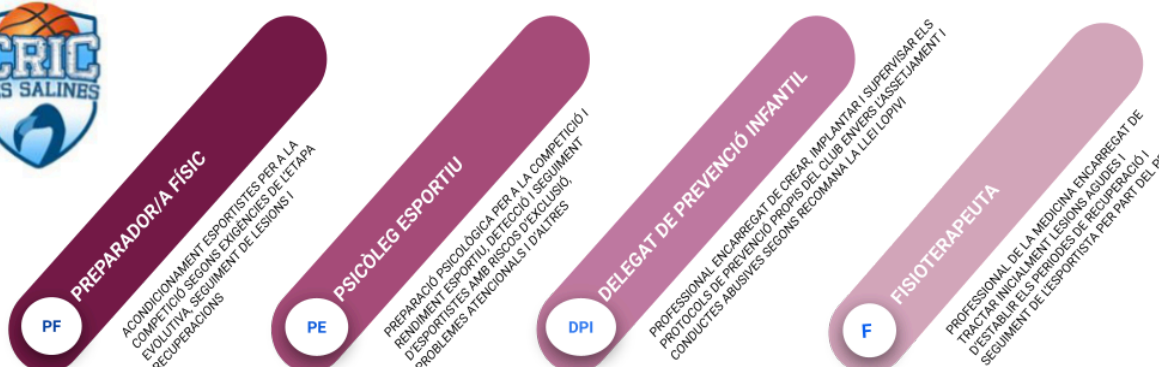 CRIC
SALINES
PREPARADOR/A FÍSIC
ACONDICIONAMENT ESPORTISTES PER A LA
COMPETICIÓ SEGONS EXIGÈNCIES DE L'ETAPA
EVOLUTIVA, SEGUIMENT DE LESIONS I
RECUPERACIONS
PF
PSICÒLEG ESPORTIU
PREPARACIÓ PSICOLÒGICA PER A LA COMPETICIÓ I
RENDIMENT ESPORTIU, DETECCIÓ I SEGUIMENT
D'ESPORTISTES AMB RISCOS D'EXCLUSIÓ,
PROBLEMES ATENCIONALS I D'ALTRES
PE
DELEGAT DE PREVENCIÓ INFANTIL
PROFESSIONAL ENCARREGAT DE CREAR, IMPLANTAR I SUPERVISAR ELS
PROTOCOLS DE PREVENCIÓ PROPIS DEL CLUB ENVERS L'ASSETJAMENT I
CONDUCTES ABUSIVES SEGONS RECOMANA LA LLEI LOPIVI
DPI
FISIOTERAPEUTA
PROFESSIONAL DE LA MEDICINA ENCARREGAT DE
TRACTAR INICIALMENT LESIONS AGUDES I
D'ESTABLIR ELS PERIODES DE RECUPERACIÓ I
SEGUIMENT DE L'ESPORTISTA PER PART DEL
F